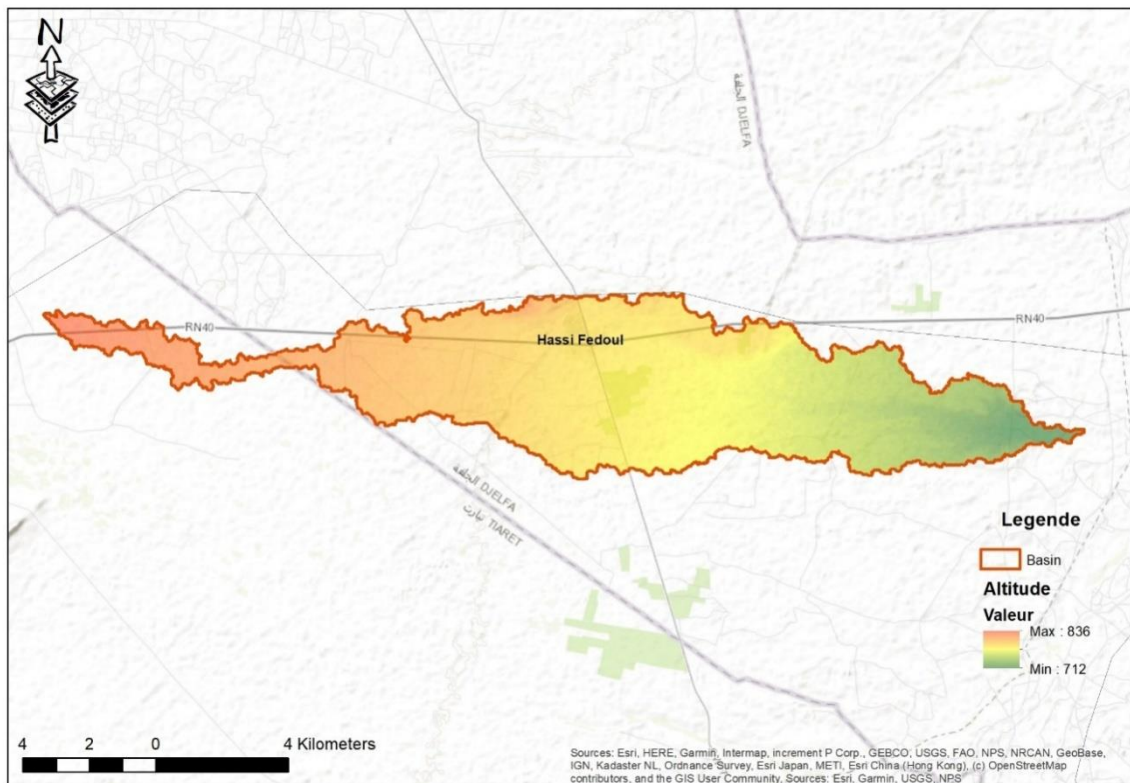 N
الجلفة DJELFA
RN40
RN40
Hassi Fedoul
الجلفة DJELFA
تيارت TIARET
Legende
Basin
Altitude
Valeur
Max : 836
Min : 712
4 2 0 4 Kilometers
Sources: Esri, HERE, Garmin, Intermap, increment P Corp., GEBCO, USGS, FAO, NPS, NRCAN, GeoBase,
IGN, Kadaster NL, Ordnance Survey, Esri Japan, METI, Esri China (Hong Kong), (c) OpenStreetMap
contributors, and the GIS User Community, Sources: Esri, Garmin, USGS, NPS